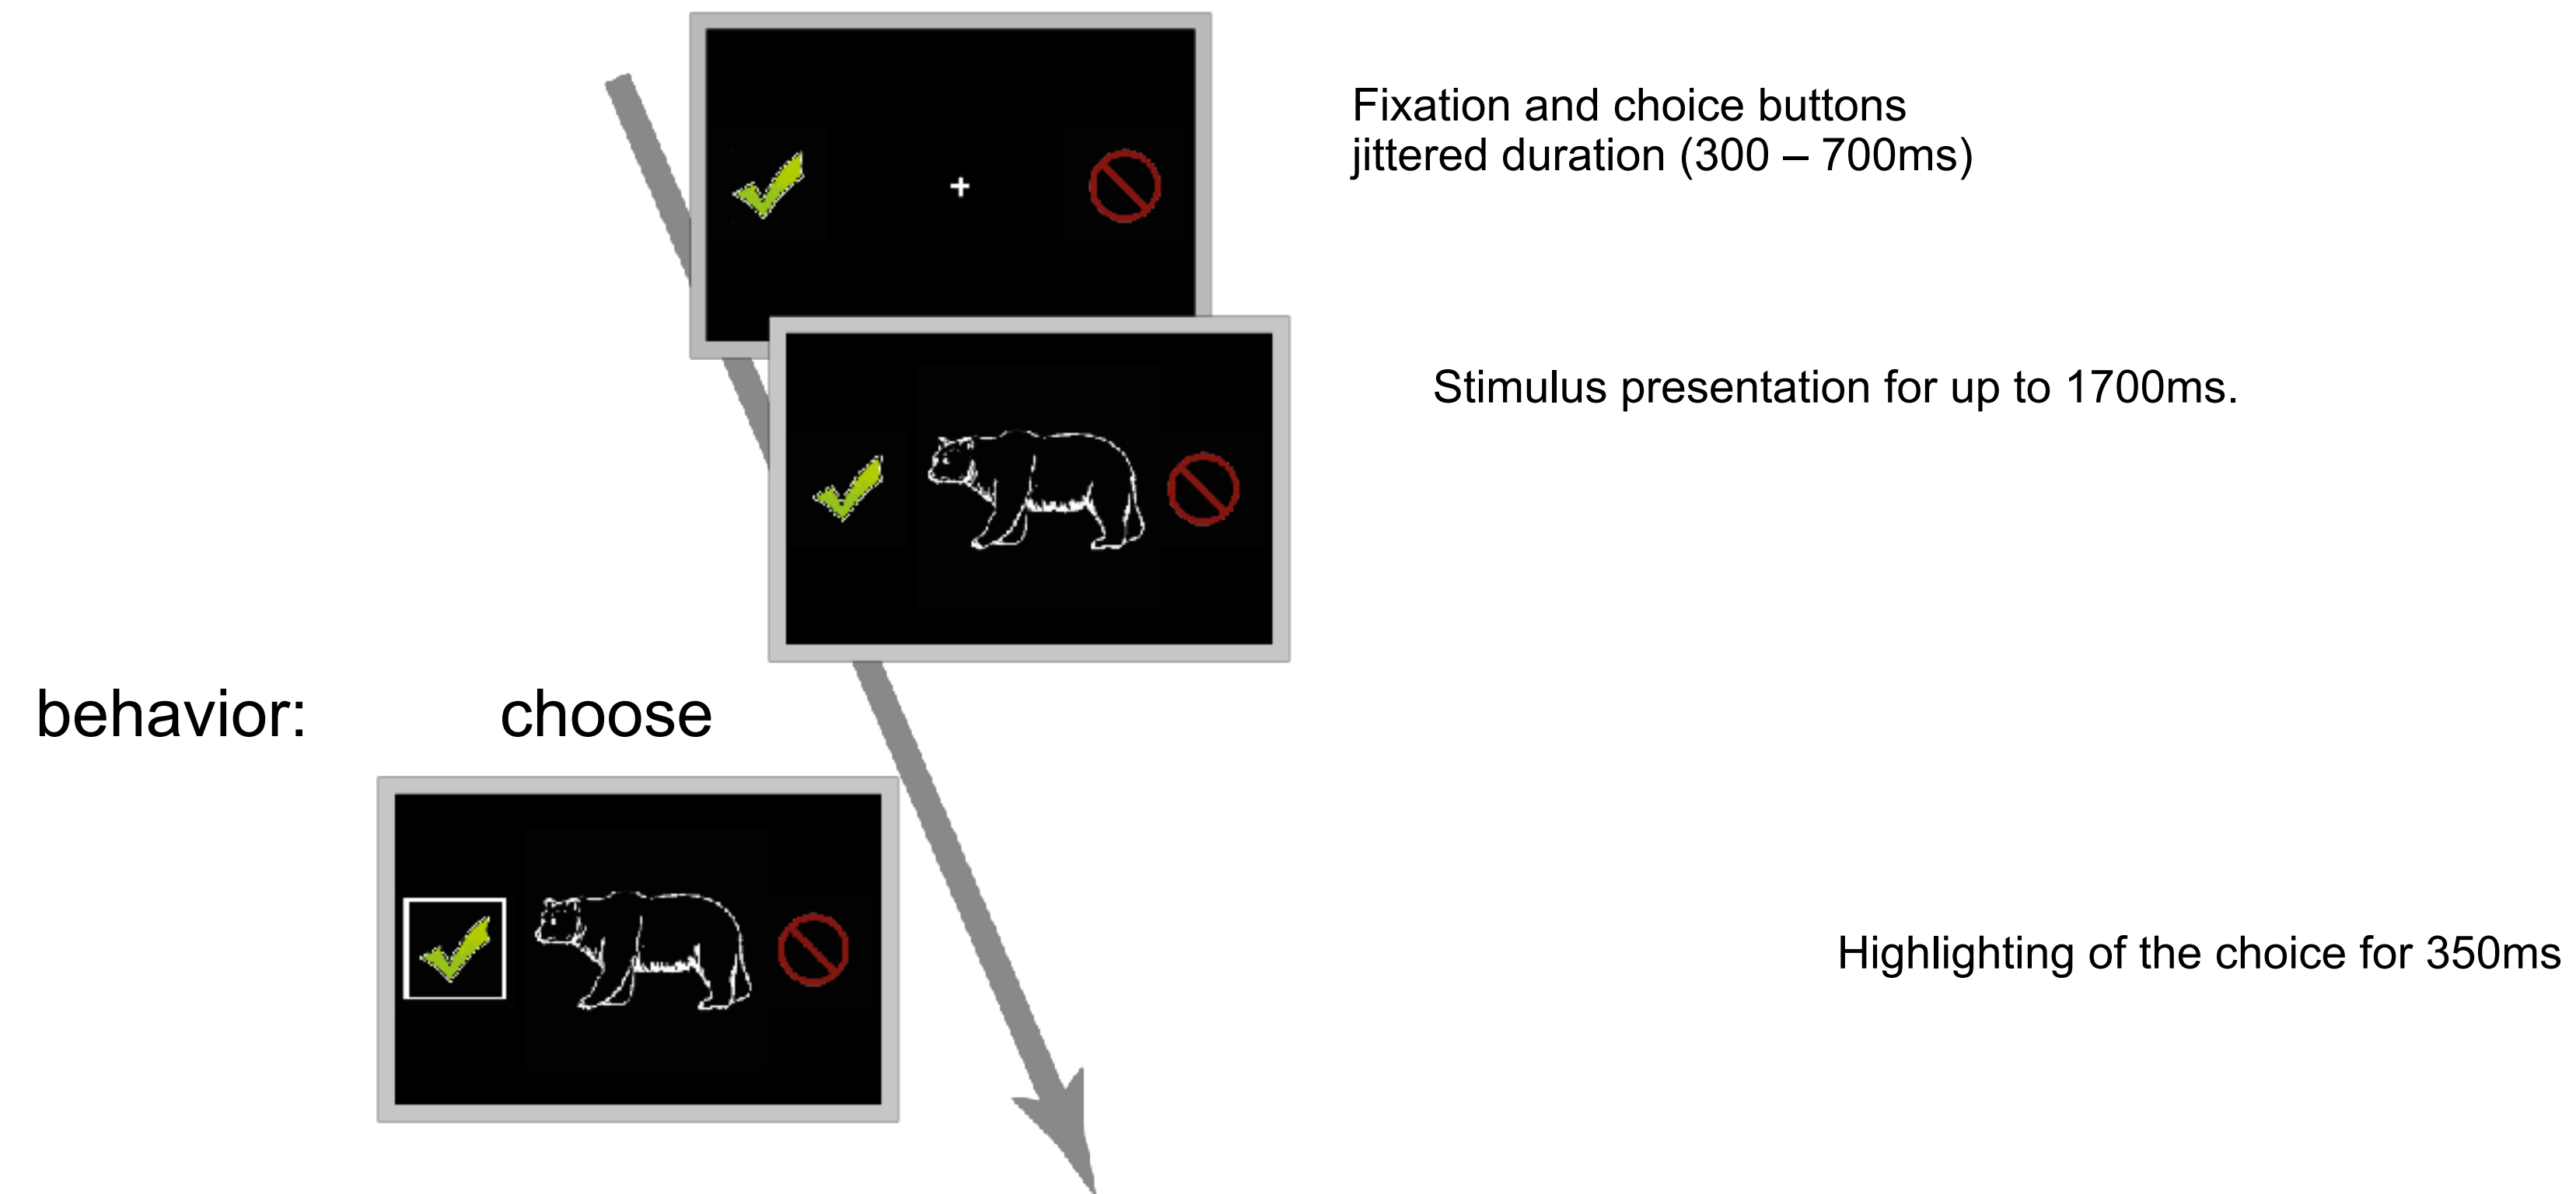 Fixation and choice buttons
jittered duration (300 – 700ms)
Stimulus presentation for up to 1700ms.
behavior: choose
Highlighting of the choice for 350ms